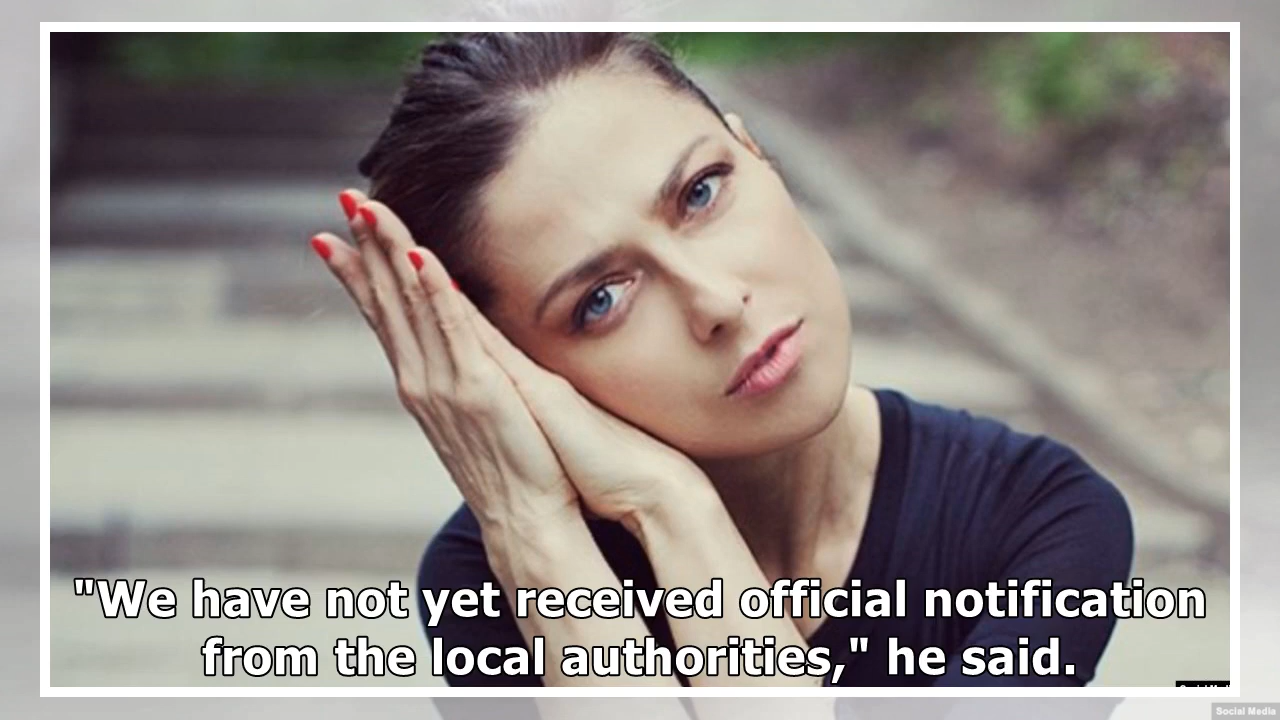 "We have not yet received official notification
from the local authorities," he said.
Social Media